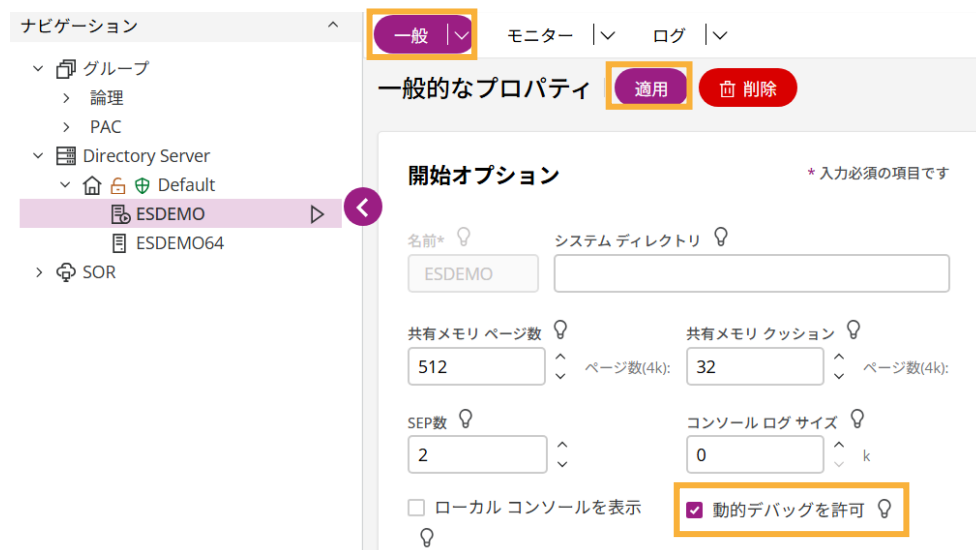 ナビゲーション
グループ
論理
PAC
Directory Server
Default
ESDEMO
ESDEMO64
SOR
一般 モニター ログ
一般的なプロパティ 適用 削除
開始オプション * 入力必須の項目です
名前* システム ディレクトリ
ESDEMO
共有メモリ ページ数 共有メモリ クッション
512 ページ数(4k): 32 ページ数(4k):
SEP数 コンソール ログ サイズ
2 0 k
ローカル コンソールを表示 動的デバッグを許可